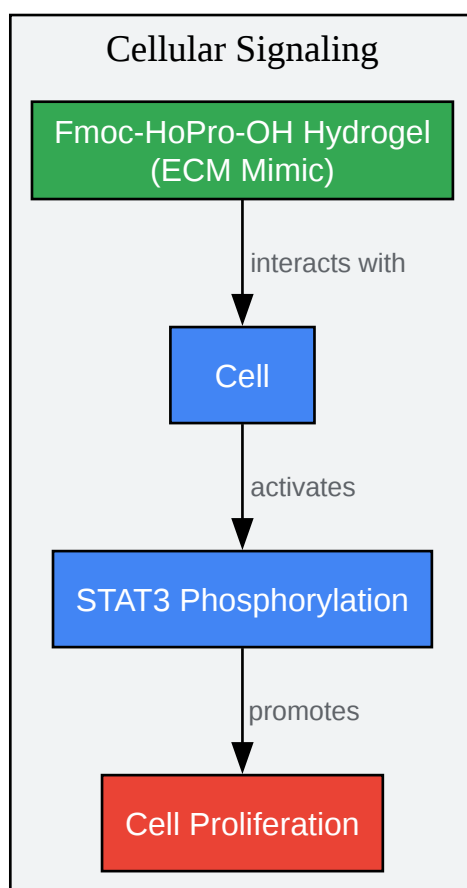 Cellular Signaling
Fmoc-HoPro-OH Hydrogel
(ECM Mimic)
interacts with
Cell
activates
STAT3 Phosphorylation
promotes
Cell Proliferation